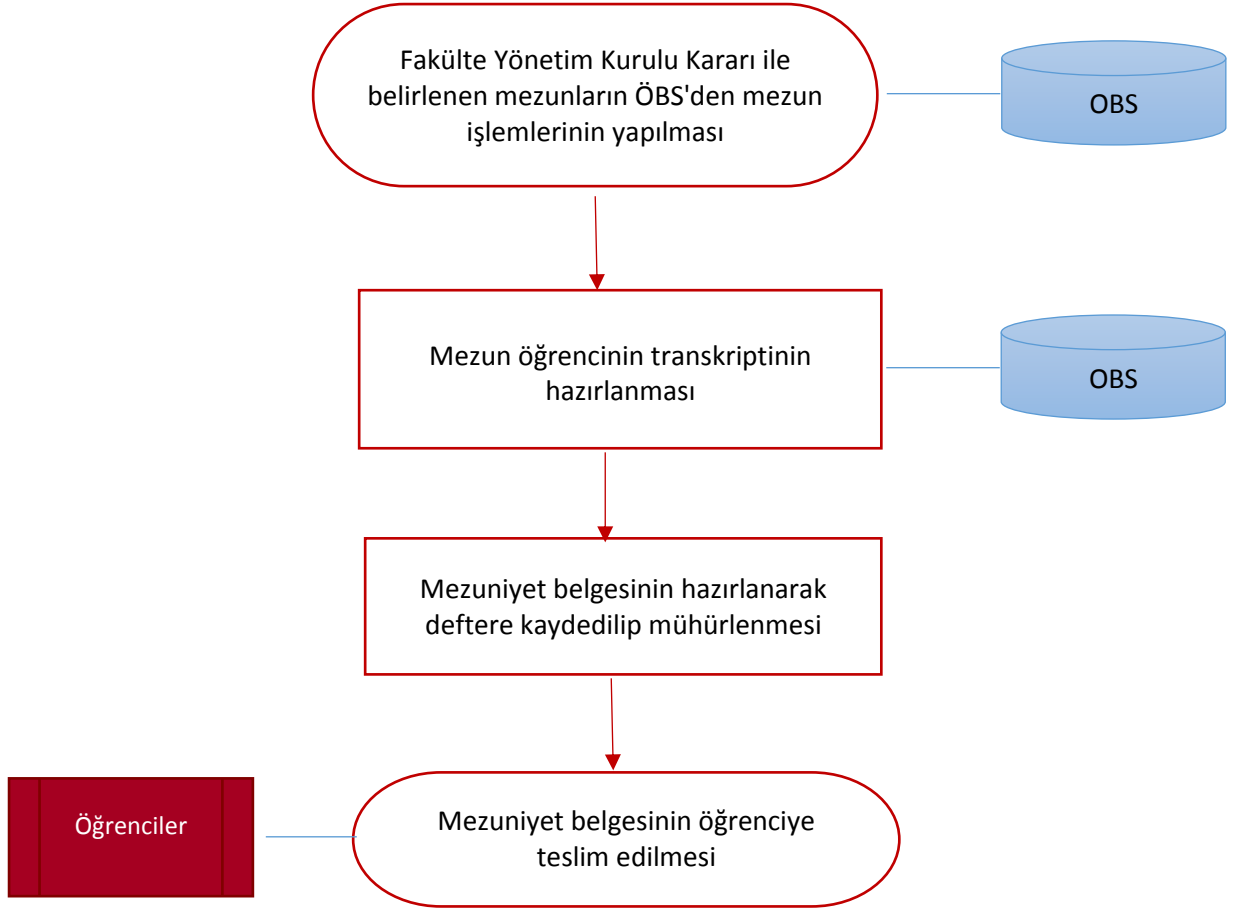 Fakülte Yönetim Kurulu Kararı ile
belirlenen mezunların ÖBS'den mezun
işlemlerinin yapılması
OBS
Mezun öğrencinin transkriptinin
hazırlanması
OBS
Mezuniyet belgesinin hazırlanarak
deftere kaydedilip mühürlenmesi
Öğrenciler
Mezuniyet belgesinin öğrenciye
teslim edilmesi